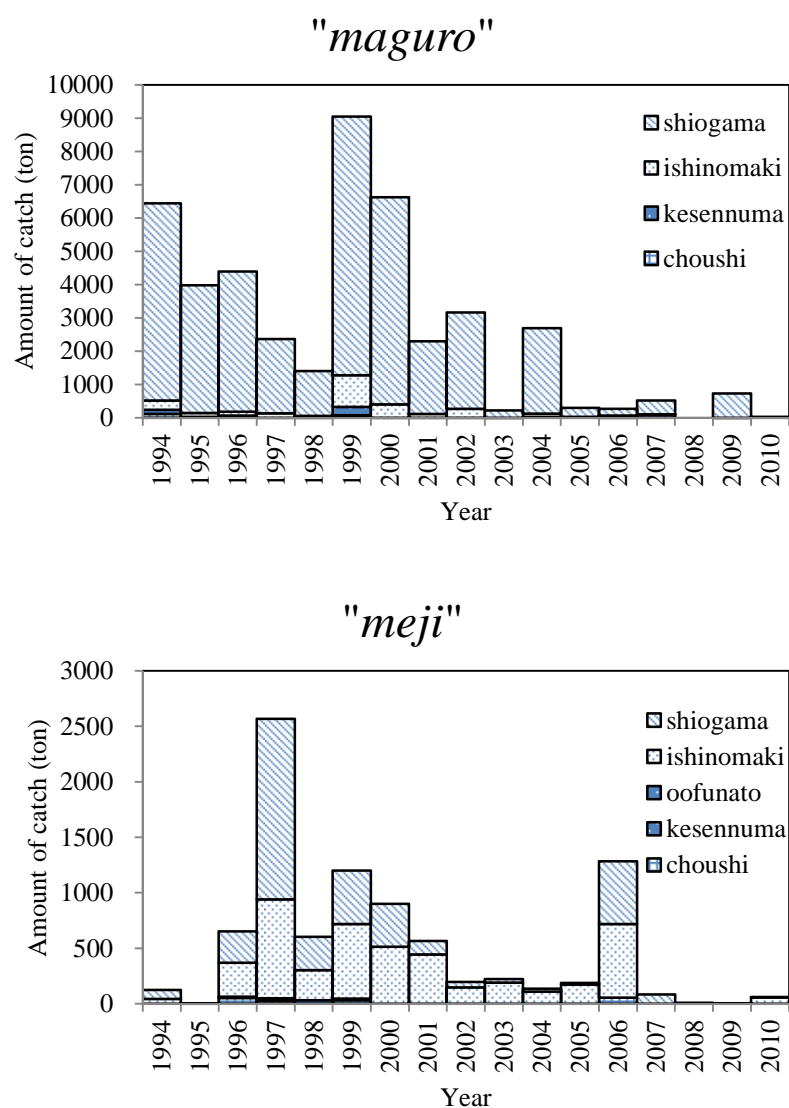 "maguro"
10000
9000
8000
7000
6000
5000
4000
3000
2000
1000
0
Amount of catch (ton)
shiogama
ishinomaki
kesennuma
choushi
1994 1995 1996 1997 1998 1999 2000 2001 2002 2003 2004 2005 2006 2007 2008 2009 2010
Year
"meji"
3000
2500
2000
1500
1000
500
0
Amount of catch (ton)
shiogama
ishinomaki
oofunato
kesennuma
choushi
1994 1995 1996 1997 1998 1999 2000 2001 2002 2003 2004 2005 2006 2007 2008 2009 2010
Year